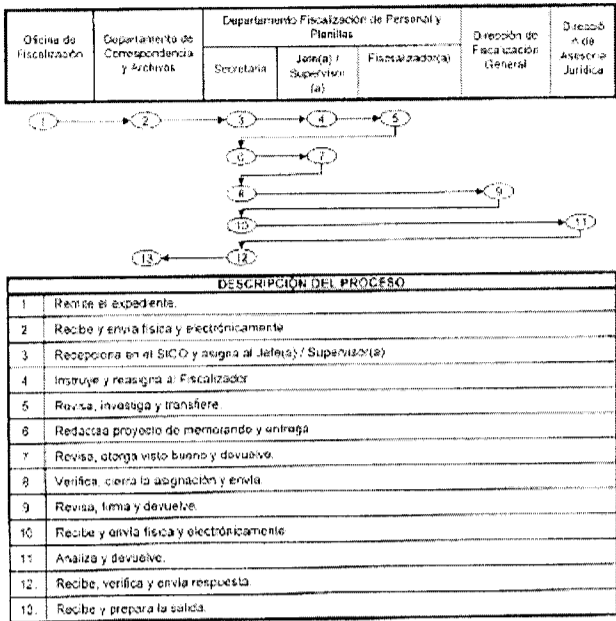 Oficina de Fiscalización
Departamento de Correspondencia y Archivos
Departamento Fiscalización de Personal y Planillas
Secretaria
Jefe(a) / Supervisor (a)
Fiscalizador(a)
Dirección de Fiscalización General
Direcció n de Asesoría Jurídica
1 2 3 4 5
6 7
8 9
10 11
13 12
DESCRIPCIÓN DEL PROCESO
1 Remite el expediente.
2 Recibe y envía física y electrónicamente
3 Recepciona en el SICO y asigna al Jefe(a) / Supervisor(a)
4 Instruye y reasigna al Fiscalizador
5 Revisa, investiga y transfiere.
6 Redactaa proyecto de memorando y entrega
7 Revisa, otorga visto bueno y devuelve.
8 Verifica, cierra la asignación y envía
9 Revisa, firma y devuelve.
10 Recibe y envía física y electrónicamente
11 Analiza y devuelve.
12. Recibe, verifica y envía respuesta.
13. Recibe y prepara la salida.